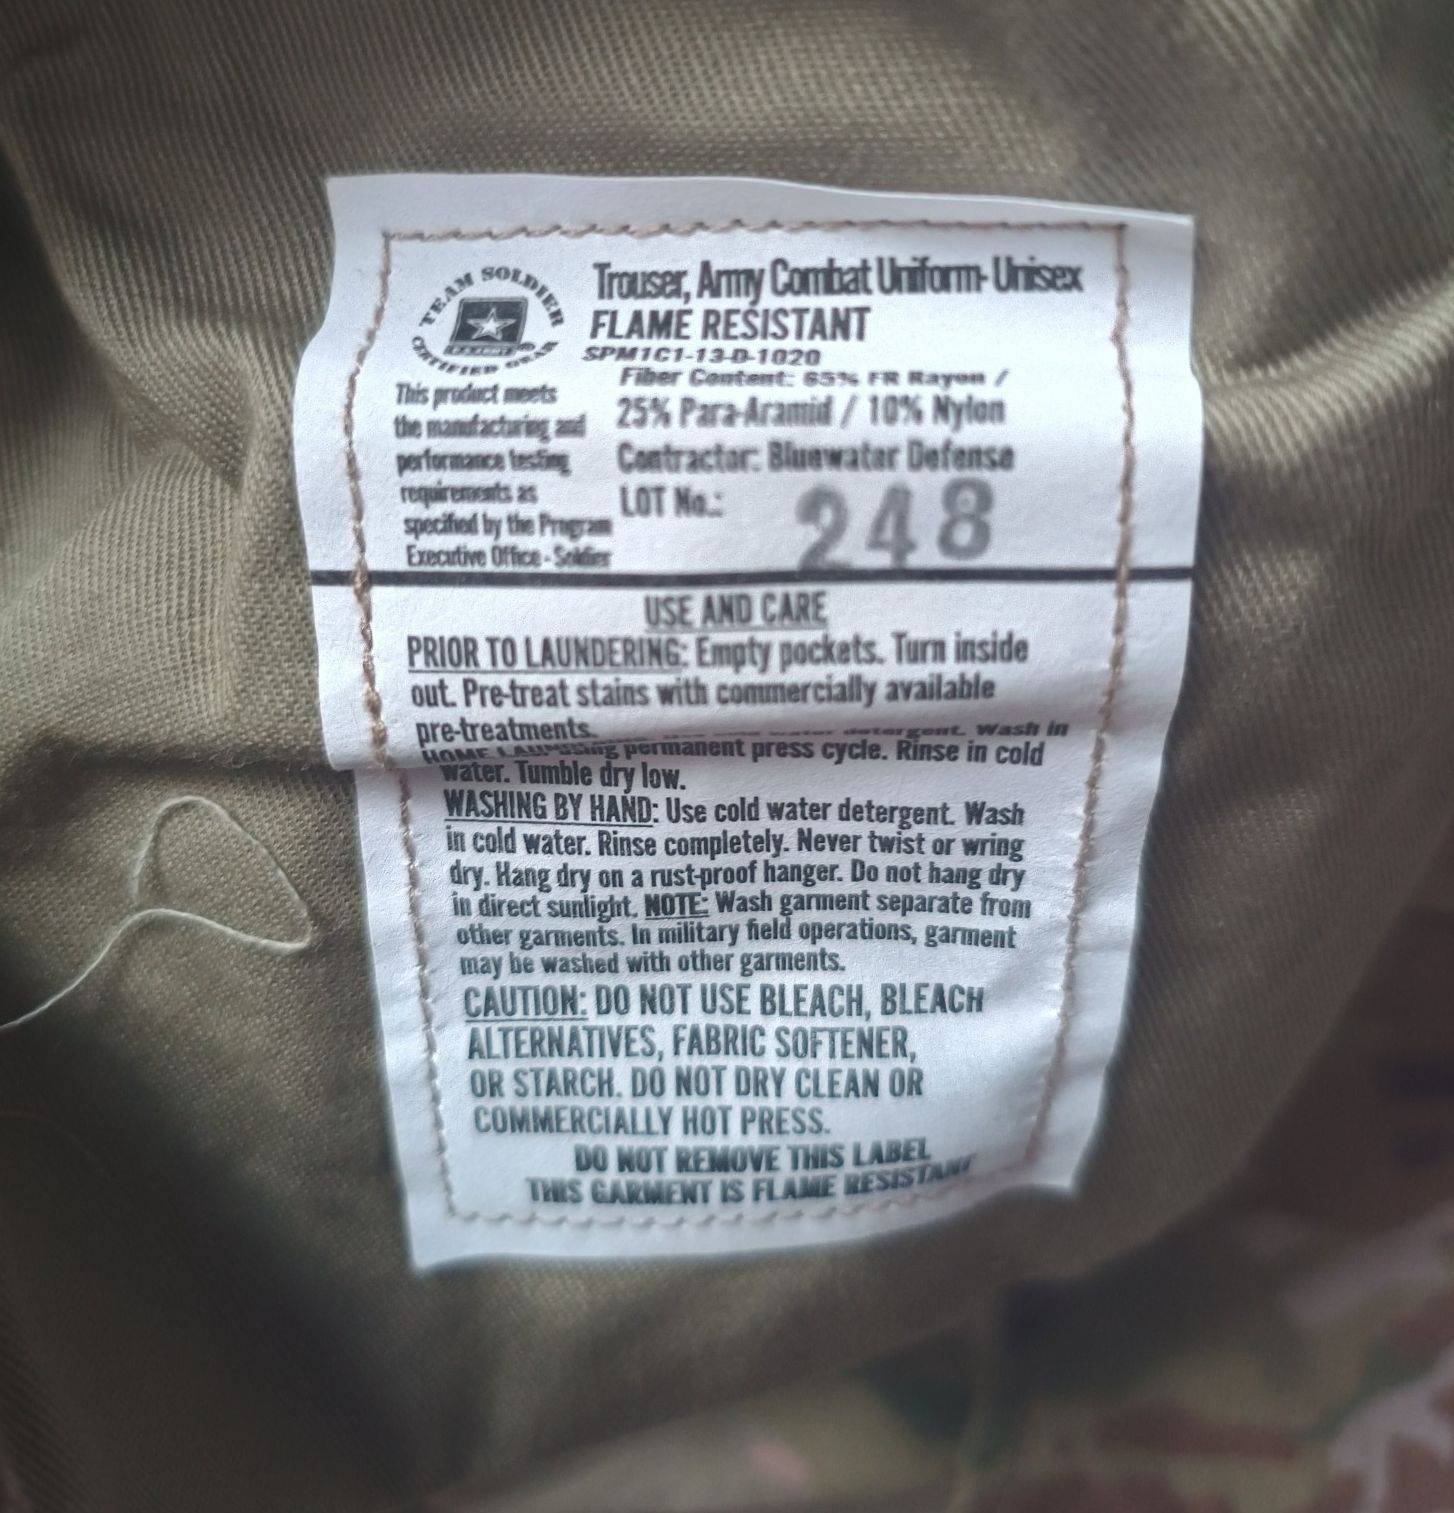 TEAM SOLDIER
CERTIFIED GEAR
Trouser, Army Combat Uniform- Unisex
FLAME RESISTANT
SPM1C1-13-D-1020
Fiber Content: 65% FR Rayon /
25% Para-Aramid / 10% Nylon
Contractor: Bluewater Defense
LOT No.: 248
This product meets
the manufacturing and
performance testing
requirements as
specified by the Program
Executive Office - Soldier
USE AND CARE
PRIOR TO LAUNDERING: Empty pockets. Turn inside
out. Pre-treat stains with commercially available
pre-treatments.
water detergent. Wash in
permanent press cycle. Rinse in cold
water. Tumble dry low.
WASHING BY HAND: Use cold water detergent. Wash
in cold water. Rinse completely. Never twist or wring
dry. Hang dry on a rust-proof hanger. Do not hang dry
in direct sunlight. NOTE: Wash garment separate from
other garments. In military field operations, garment
may be washed with other garments.
CAUTION: DO NOT USE BLEACH, BLEACH
ALTERNATIVES, FABRIC SOFTENER,
OR STARCH. DO NOT DRY CLEAN OR
COMMERCIALLY HOT PRESS.
DO NOT REMOVE THIS LABEL
THIS GARMENT IS FLAME RESISTANT